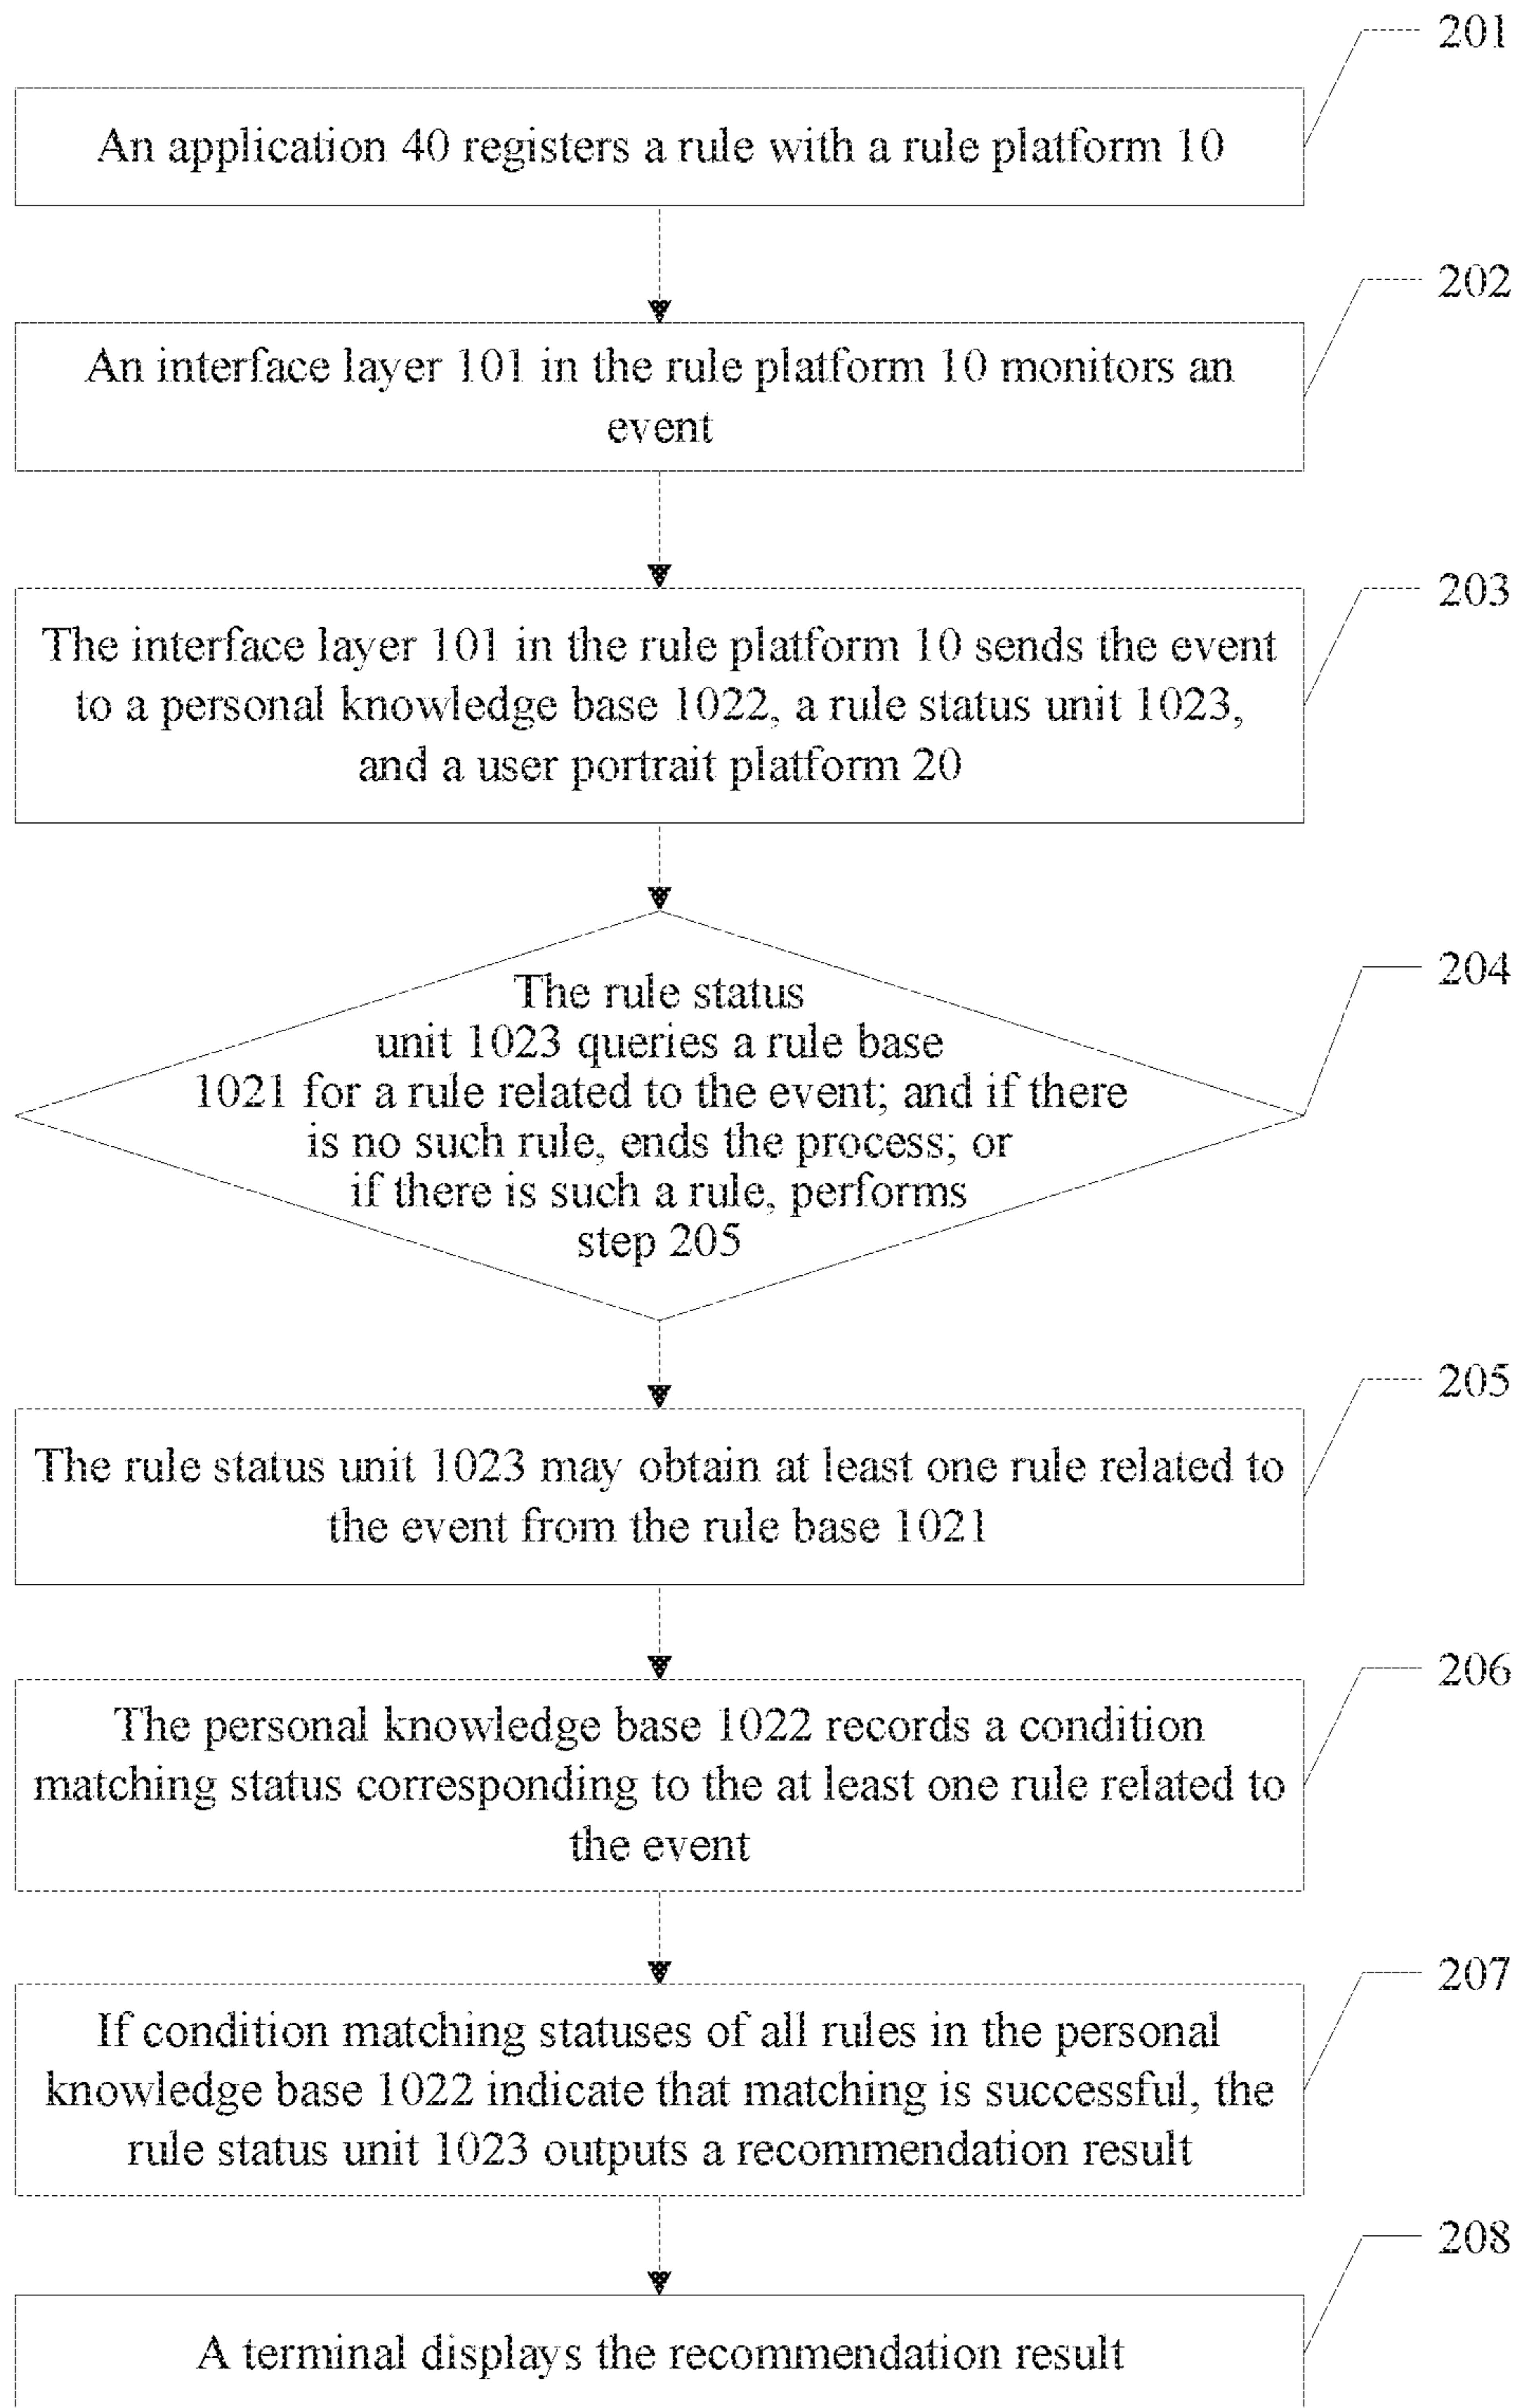 201
An application 40 registers a rule with a rule platform 10
202
An interface layer 101 in the rule platform 10 monitors an
event
203
The interface layer 101 in the rule platform 10 sends the event
to a personal knowledge base 1022, a rule status unit 1023,
and a user portrait platform 20
204
The rule status
unit 1023 queries a rule base
1021 for a rule related to the event; and if there
is no such rule, ends the process; or
if there is such a rule, performs
step 205
205
The rule status unit 1023 may obtain at least one rule related to
the event from the rule base 1021
206
The personal knowledge base 1022 records a condition
matching status corresponding to the at least one rule related to
the event
207
If condition matching statuses of all rules in the personal
knowledge base 1022 indicate that matching is successful, the
rule status unit 1023 outputs a recommendation result
208
A terminal displays the recommendation result